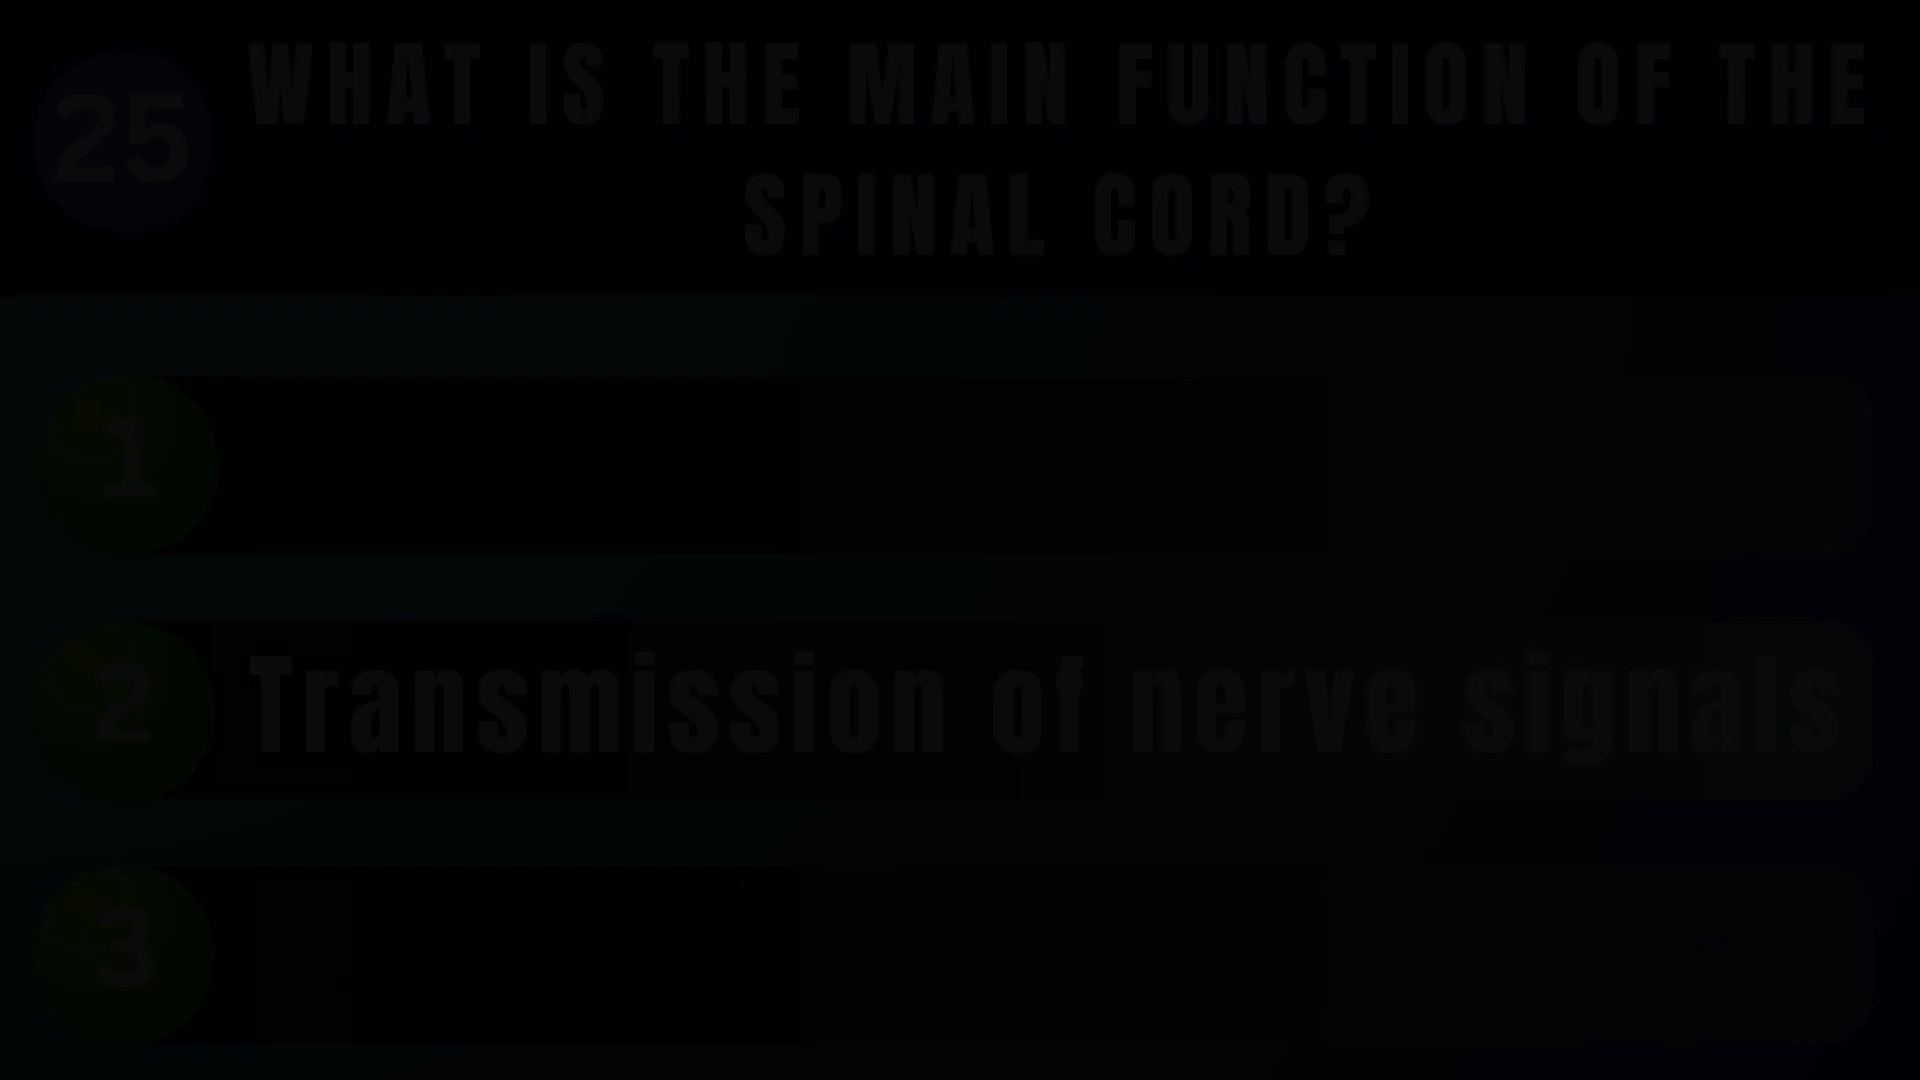 25
WHAT IS THE MAIN FUNCTION OF THE
SPINAL CORD?
1
2
Transmission of nerve signals
3